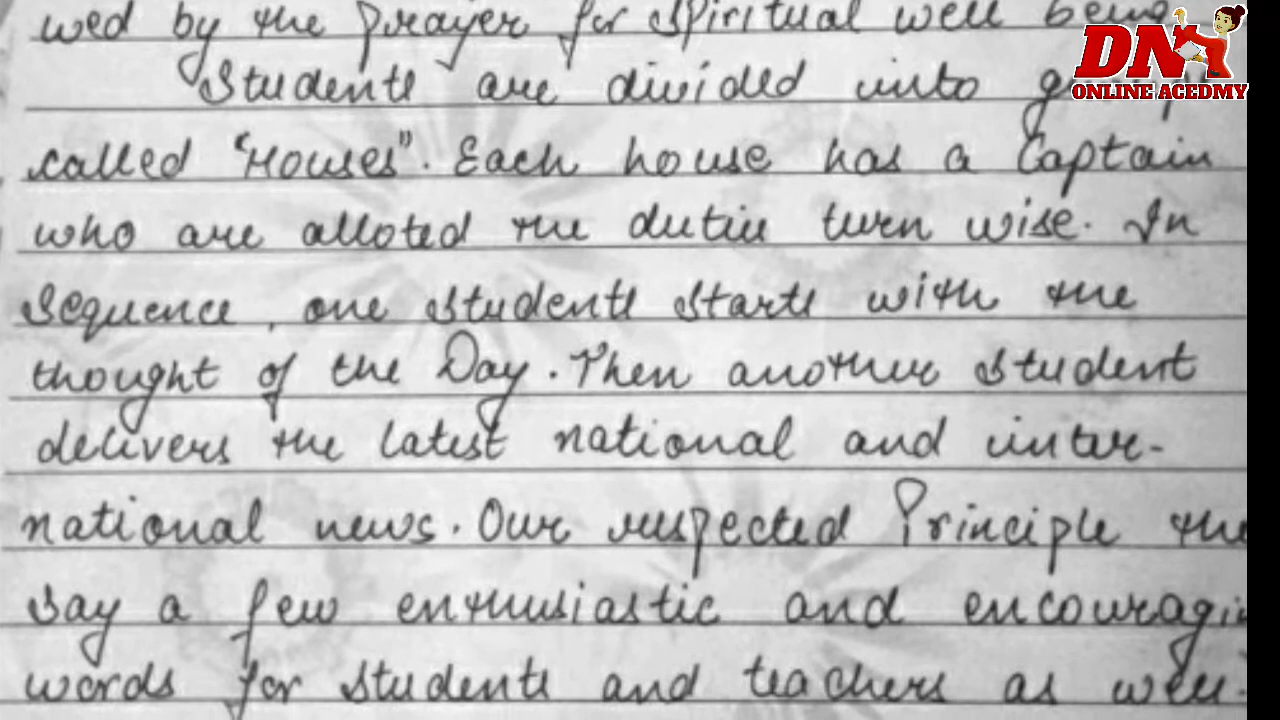 wed by the prayer for spiritual well being
DN
ONLINE ACEDMY
Students are divided into
called "Houses". Each house has a Captain
who are alloted the duties turn wise. In
Sequence, one students starts with the
thought of the Day. Then another student
delivers the latest national and inter-
national news. Our respected Principle the
say a few enthusiastic and encouragi
words for students and teachers as well.